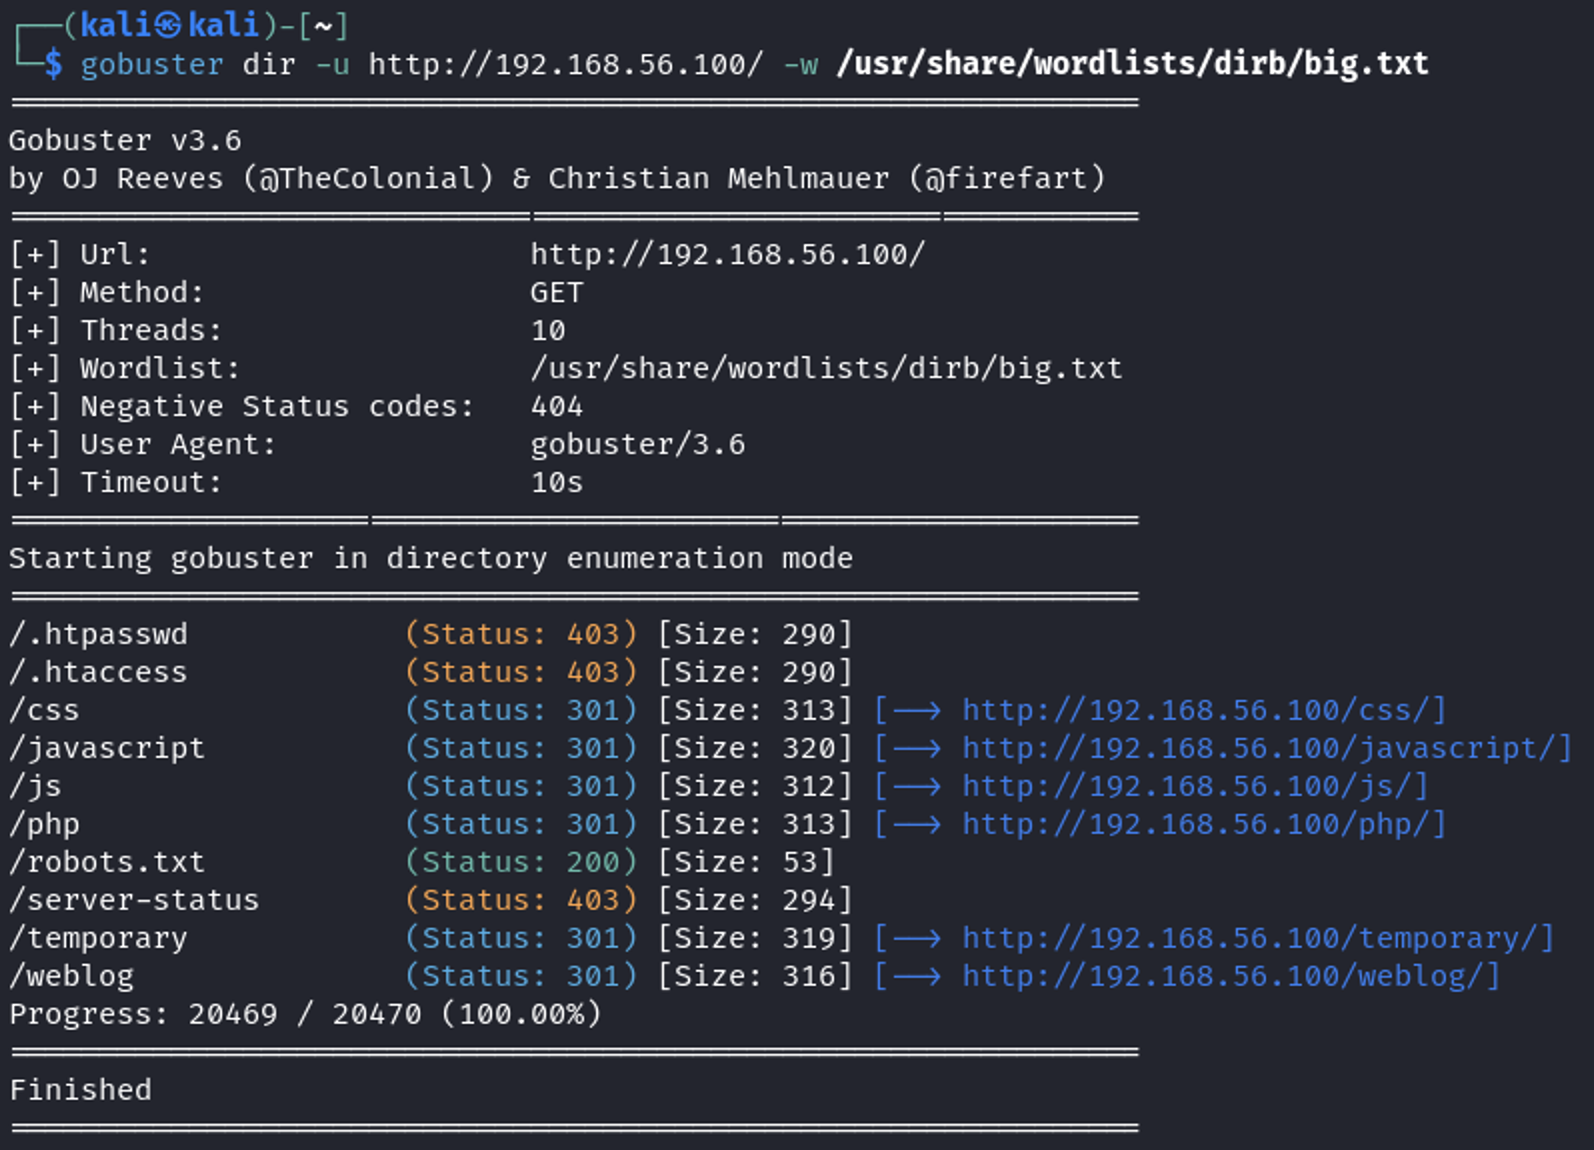 ┌──(kali㉿kali)-[~]
└─$ gobuster dir -u http://192.168.56.100/ -w /usr/share/wordlists/dirb/big.txt
===============================================================
Gobuster v3.6
by OJ Reeves (@TheColonial) & Christian Mehlmauer (@firefart)
===============================================================
[+] Url:                     http://192.168.56.100/
[+] Method:                  GET
[+] Threads:                 10
[+] Wordlist:                /usr/share/wordlists/dirb/big.txt
[+] Negative Status codes:   404
[+] User Agent:              gobuster/3.6
[+] Timeout:                 10s
===============================================================
Starting gobuster in directory enumeration mode
===============================================================
/.htpasswd            (Status: 403) [Size: 290]
/.htaccess            (Status: 403) [Size: 290]
/css                  (Status: 301) [Size: 313] [--> http://192.168.56.100/css/]
/javascript           (Status: 301) [Size: 320] [--> http://192.168.56.100/javascript/]
/js                   (Status: 301) [Size: 312] [--> http://192.168.56.100/js/]
/php                  (Status: 301) [Size: 313] [--> http://192.168.56.100/php/]
/robots.txt           (Status: 200) [Size: 53]
/server-status        (Status: 403) [Size: 294]
/temporary            (Status: 301) [Size: 319] [--> http://192.168.56.100/temporary/]
/weblog               (Status: 301) [Size: 316] [--> http://192.168.56.100/weblog/]
Progress: 20469 / 20470 (100.00%)
===============================================================
Finished
===============================================================